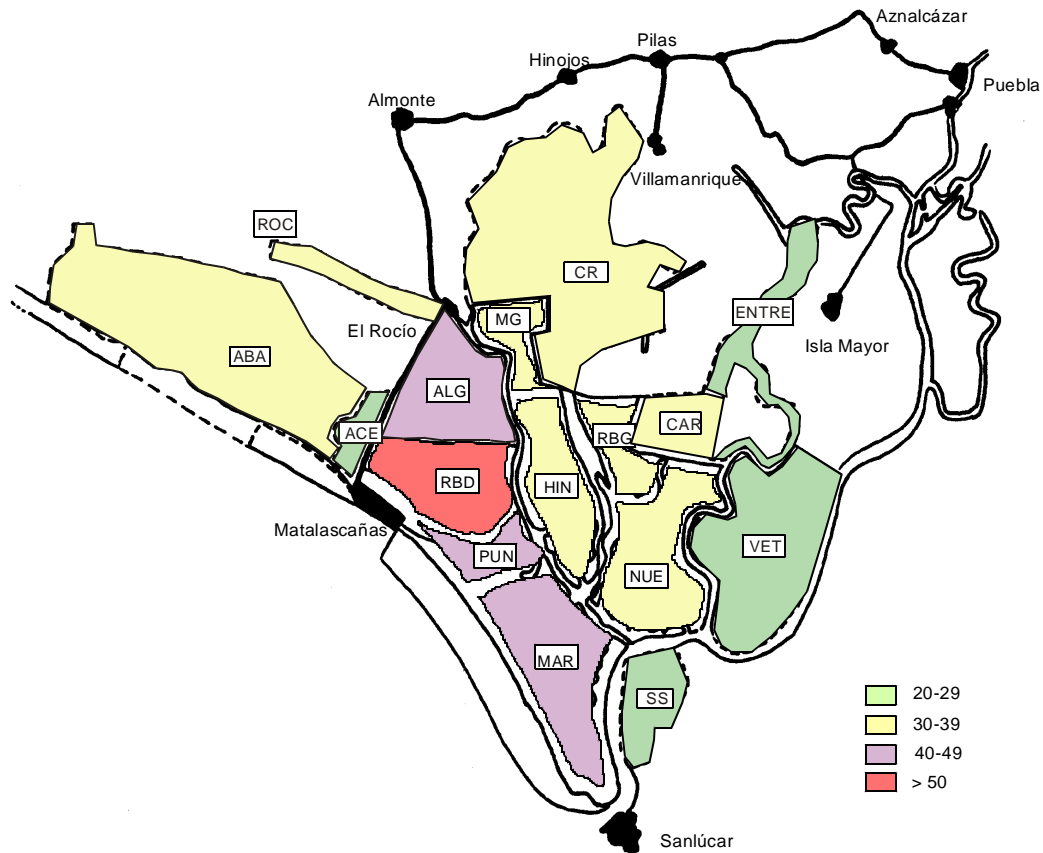 Aznalcázar
Pilas
Hinojos
Puebla
Almonte
Villamanrique
ROC
CR
ENTRE
MG
El Rocío
Isla Mayor
ABA
ALG
ACE
CAR
RBG
RBD
HIN
Matalascañas
VET
PUN
NUE
MAR
SS
20-29
30-39
40-49
> 50
Sanlúcar